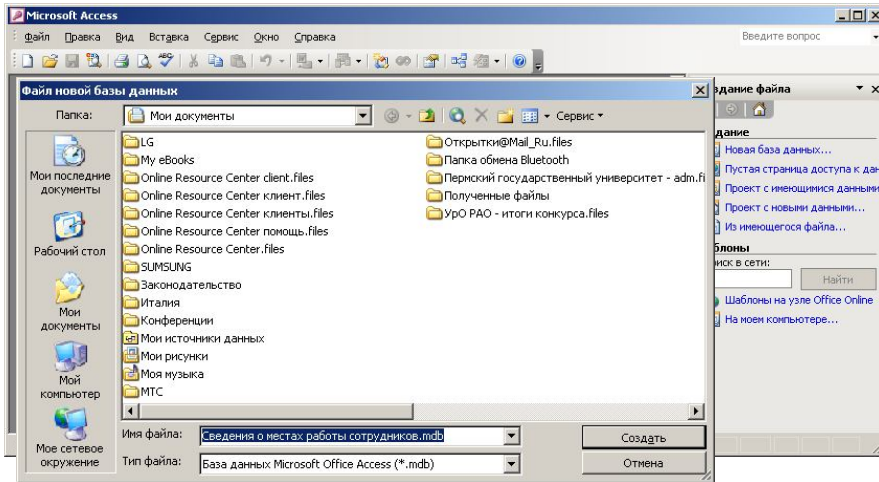 Microsoft Access
Файл Правка Вид Вставка Сервис Окно Справка
Введите вопрос
Файл новой базы данных
здание файла
Папка:
Мои документы
Сервис
Мои последние документы
Рабочий стол
Мои документы
Мой компьютер
Мое сетевое окружение
LG
My eBooks
Online Resource Center client.files
Online Resource Center клиент.files
Online Resource Center клиенты.files
Online Resource Center помощь.files
Online Resource Center.files
SUMSUNG
Законодательство
Италия
Конференции
Мои источники данных
Мои рисунки
Моя музыка
МТС
Открытки@Mail_Ru.files
Папка обмена Bluetooth
Пермский государственный университет - adm.fi
Полученные файлы
УрО РАО - итоги конкурса.files
Имя файла:
Сведения о местах работы сотрудников.mdb
Создать
Тип файла:
База данных Microsoft Office Access (*.mdb)
Отмена
дание
Новая база данных...
Пустая страница доступа к дан
Проект с имеющимися данными
Проект с новыми данными...
Из имеющегося файла...
блоны
иск в сети:
Найти
Шаблоны на узле Office Online
На моем компьютере...